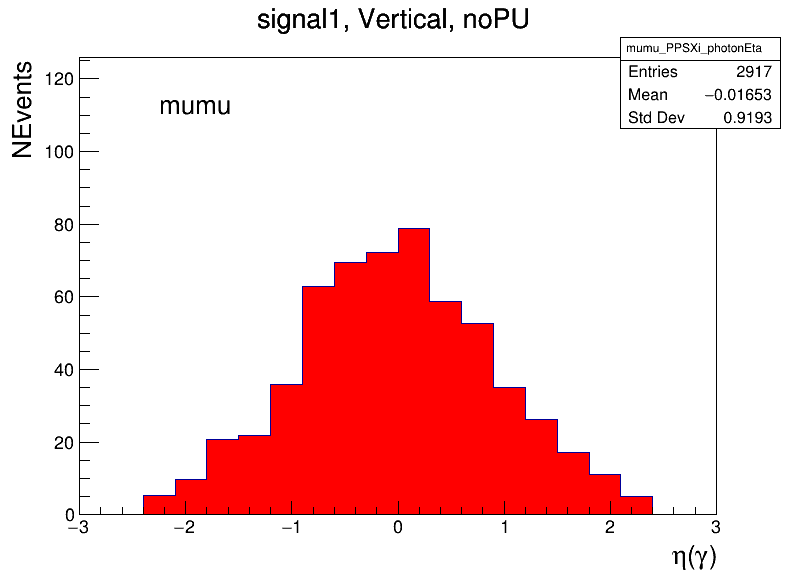 signal1, Vertical, noPU
mumu_PPSXi_photonEta
Entries 2917
Mean −0.01653
Std Dev 0.9193
NEvents
mumu
120
100
80
60
40
20
0
−3 −2 −1 0 1 2 3
η(γ)